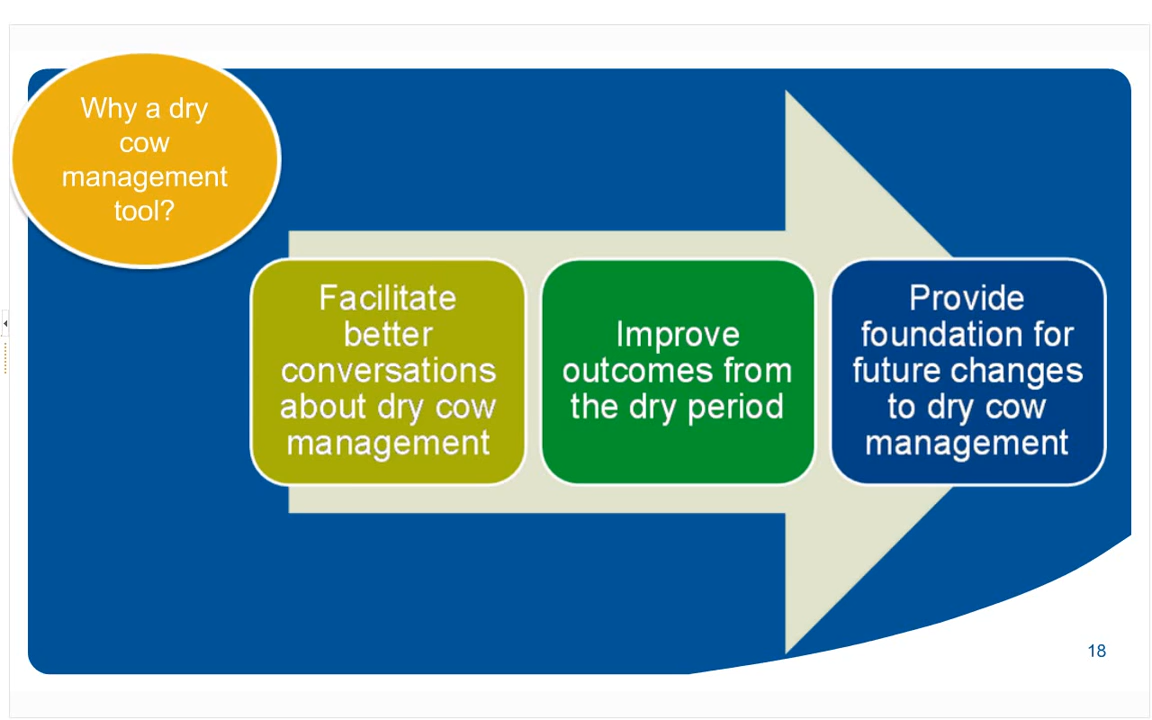 Why a dry
cow
management
tool?
Facilitate
better
conversations
about dry cow
management
Improve
outcomes from
the dry period
Provide
foundation for
future changes
to dry cow
management
18